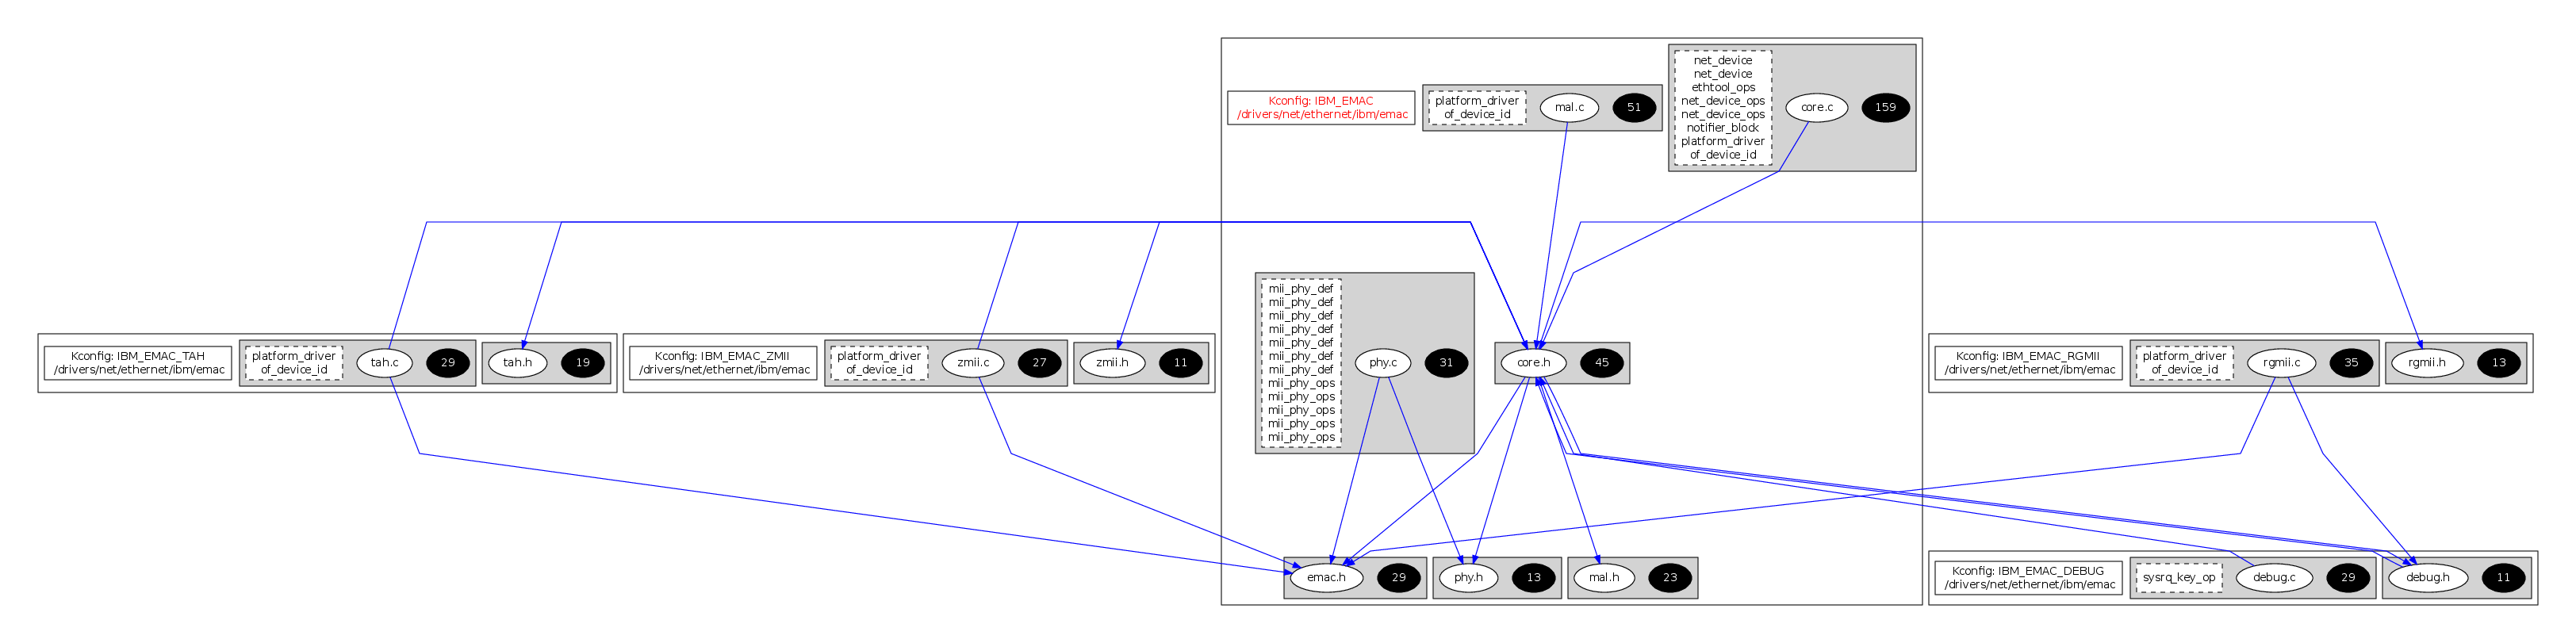 net_device
net_device
ethtool_ops
net_device_ops
net_device_ops
notifier_block
platform_driver
of_device_id
core.c
159
Kconfig: IBM_EMAC
/drivers/net/ethernet/ibm/emac
platform_driver
of_device_id
mal.c
51
mii_phy_def
mii_phy_def
mii_phy_def
mii_phy_def
mii_phy_def
mii_phy_def
mii_phy_def
mii_phy_ops
mii_phy_ops
mii_phy_ops
mii_phy_ops
mii_phy_ops
phy.c
31
core.h
45
Kconfig: IBM_EMAC_TAH
/drivers/net/ethernet/ibm/emac
platform_driver
of_device_id
tah.c
29
tah.h
19
Kconfig: IBM_EMAC_ZMII
/drivers/net/ethernet/ibm/emac
platform_driver
of_device_id
zmii.c
27
zmii.h
11
Kconfig: IBM_EMAC_RGMII
/drivers/net/ethernet/ibm/emac
platform_driver
of_device_id
rgmii.c
35
rgmii.h
13
emac.h
29
phy.h
13
mal.h
23
Kconfig: IBM_EMAC_DEBUG
/drivers/net/ethernet/ibm/emac
sysrq_key_op
debug.c
29
debug.h
11